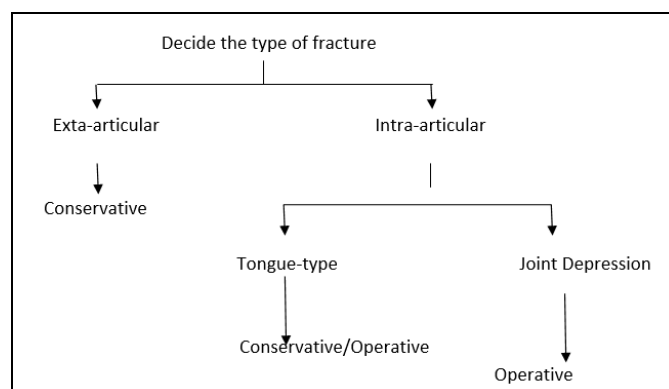 Decide the type of fracture
Exta-articular
Intra-articular
Conservative
Tongue-type
Joint Depression
Conservative/Operative
Operative